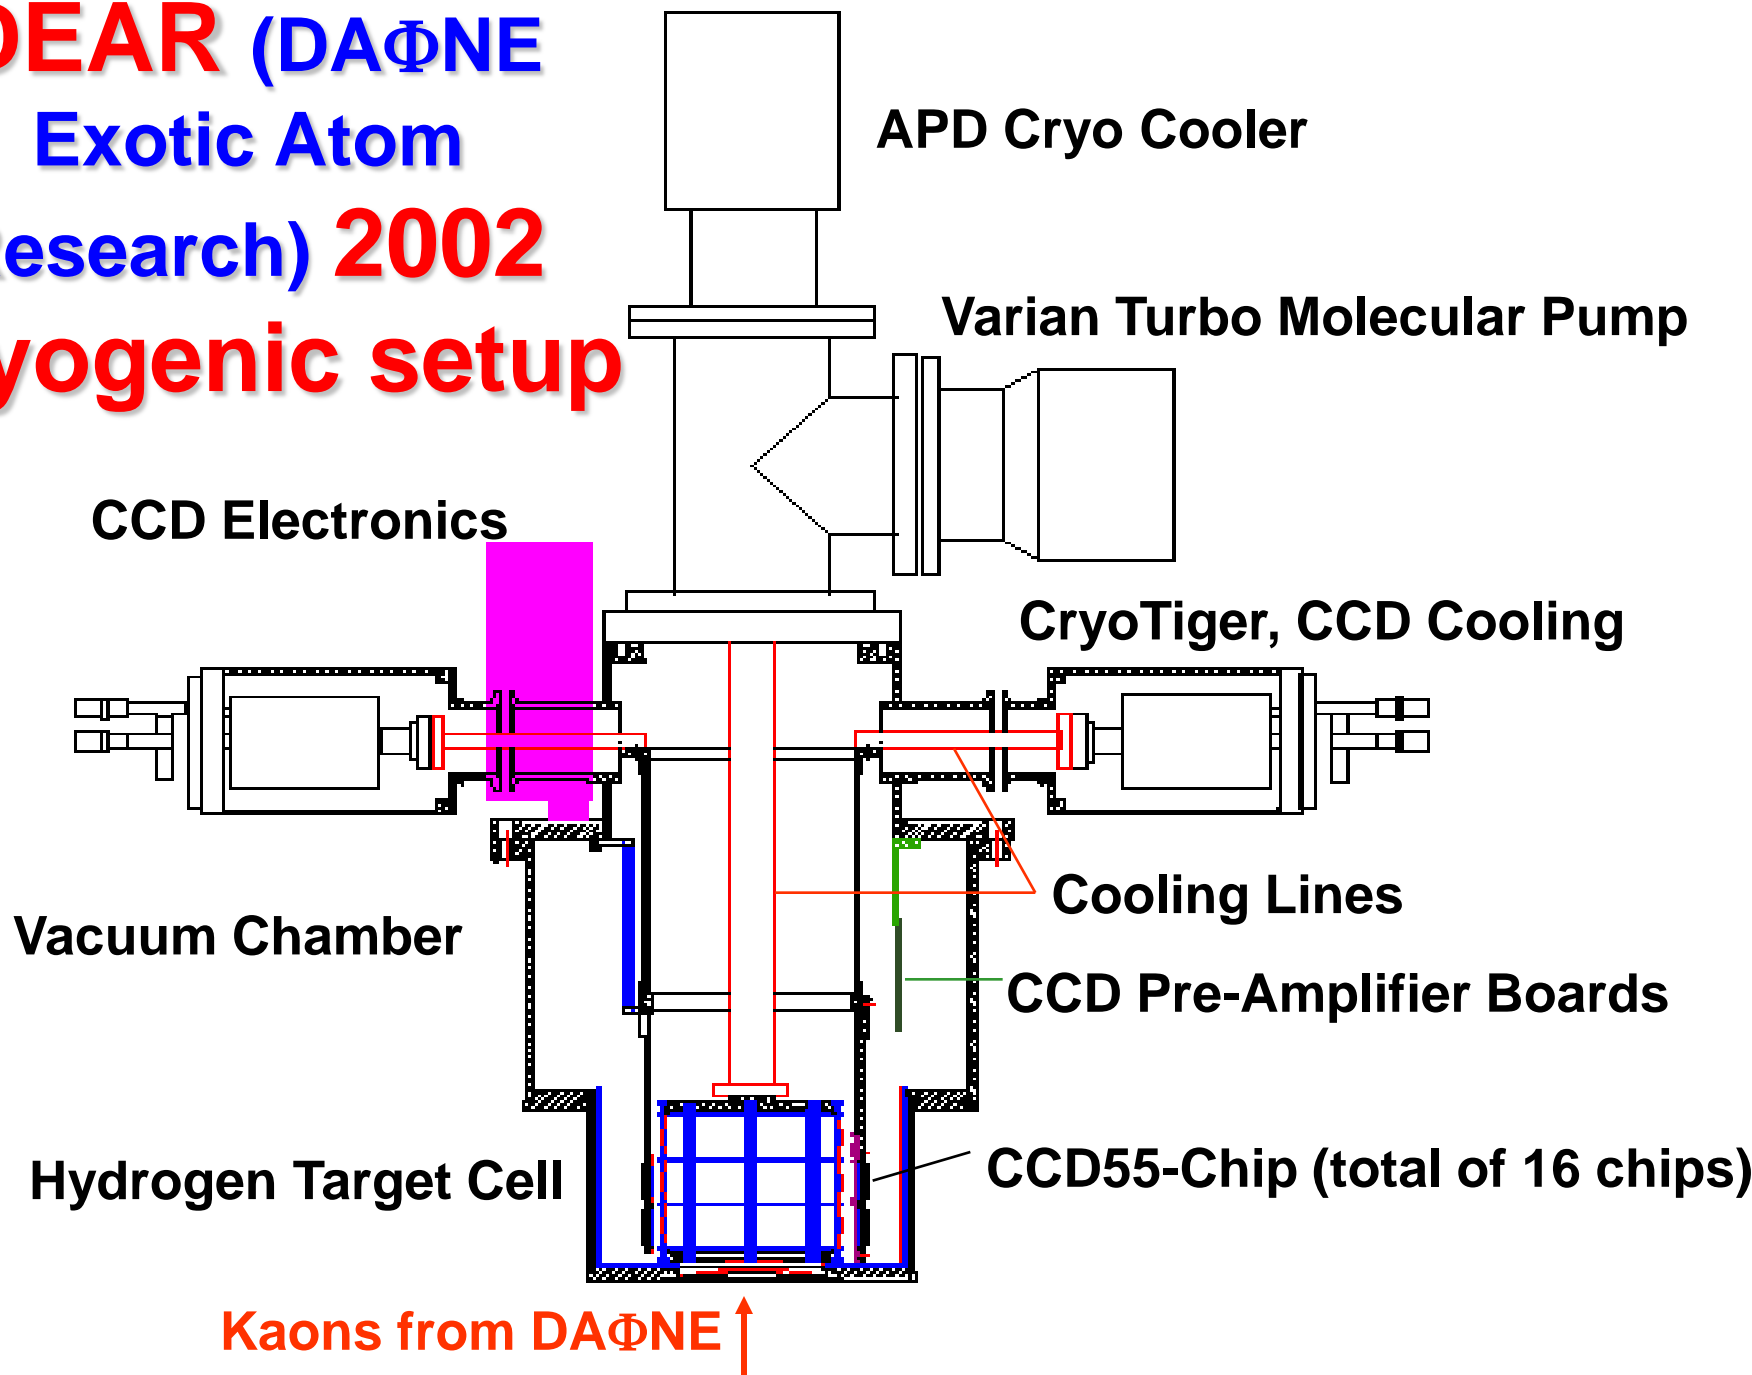 DEAR (DAΦNE
Exotic Atom
Research) 2002
yogenic setup
APD Cryo Cooler
Varian Turbo Molecular Pump
CCD Electronics
CryoTiger, CCD Cooling
Cooling Lines
Vacuum Chamber
CCD Pre-Amplifier Boards
Hydrogen Target Cell
CCD55-Chip (total of 16 chips)
Kaons from DAΦNE